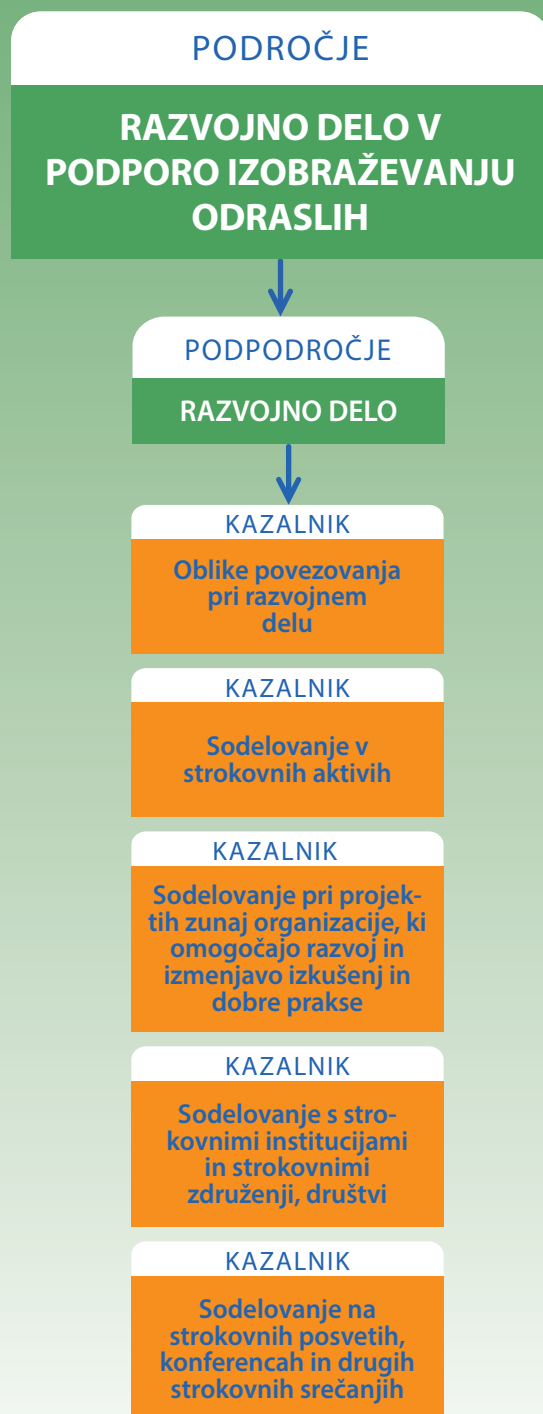 PODROČJE
RAZVOJNO DELO V
PODPORO IZOBRAŽEVANJU
ODRASLIH
PODPODROČJE
RAZVOJNO DELO
KAZALNIK
Oblike povezovanja
pri razvojnem
delu
KAZALNIK
Sodelovanje v
strokovnih aktivih
KAZALNIK
Sodelovanje pri projek-
tih zunaj organizacije, ki
omogočajo razvoj in
izmenjavo izkušenj in
dobre prakse
KAZALNIK
Sodelovanje s stro-
kovnimi institucijami
in strokovnimi
združenji, društvi
KAZALNIK
Sodelovanje na
strokovnih posvetih,
konferencah in drugih
strokovnih srečanjih